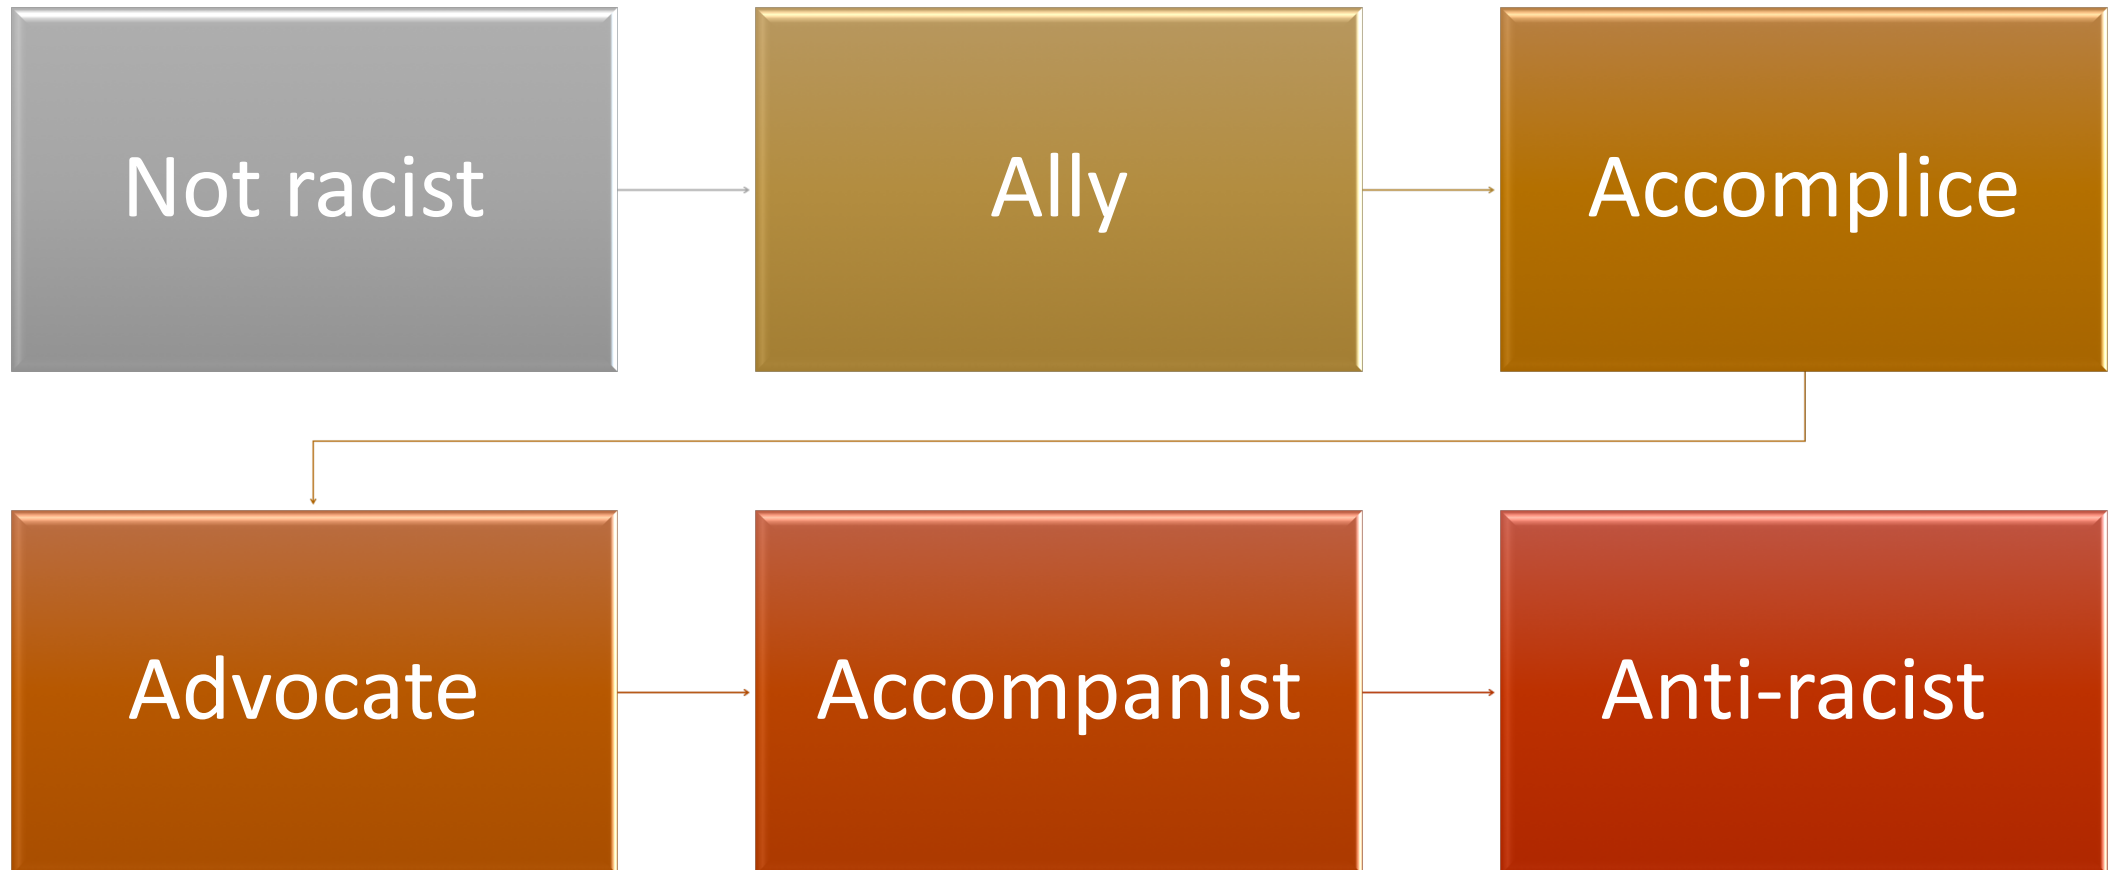 Not racist
Ally
Accomplice
Advocate
Accompanist
Anti-racist